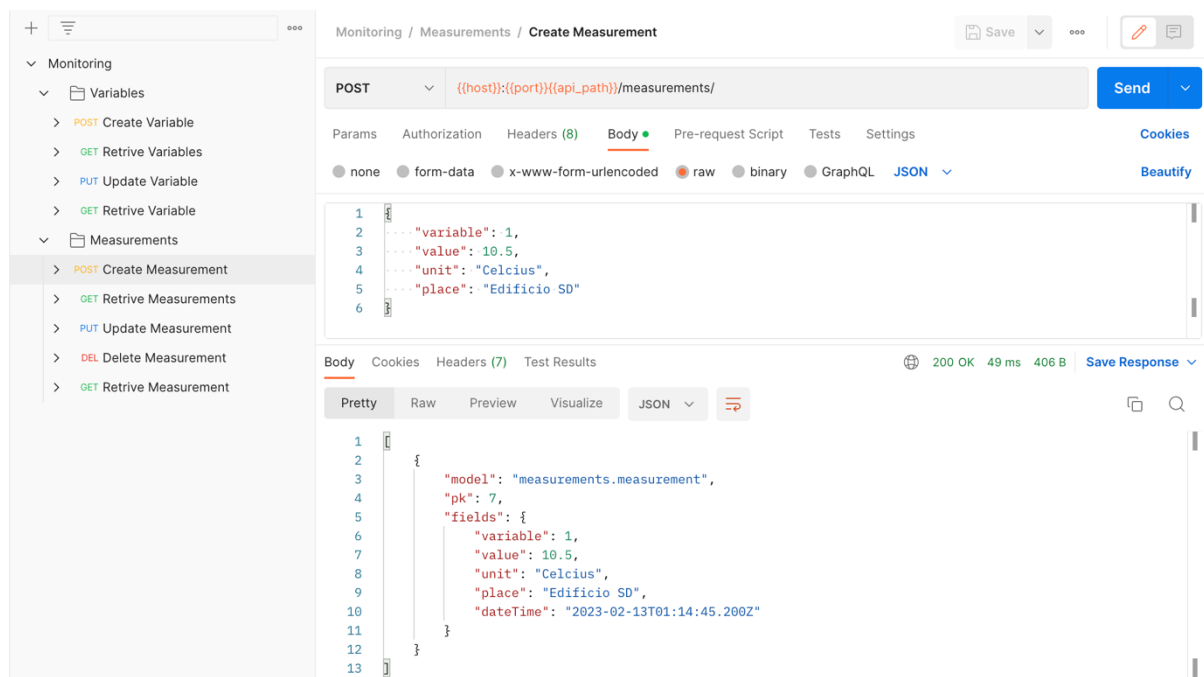 Monitoring
Variables
POST Create Variable
GET Retrive Variables
PUT Update Variable
GET Retrive Variable
Measurements
POST Create Measurement
GET Retrive Measurements
PUT Update Measurement
DEL Delete Measurement
GET Retrive Measurement
Monitoring / Measurements / Create Measurement
Save
POST {{host}}:{{port}}{{api_path}}/measurements/
Send
Params Authorization Headers (8) Body Pre-request Script Tests Settings Cookies
none form-data x-www-form-urlencoded raw binary GraphQL JSON Beautify
1 {
2 ····"variable":·1,
3 ····"value":·10.5,
4 ····"unit":·"Celcius",
5 ····"place":·"Edificio·SD"
6 }
Body Cookies Headers (7) Test Results 200 OK 49 ms 406 B Save Response
Pretty Raw Preview Visualize JSON
1 [
2 {
3 "model": "measurements.measurement",
4 "pk": 7,
5 "fields": {
6 "variable": 1,
7 "value": 10.5,
8 "unit": "Celcius",
9 "place": "Edificio SD",
10 "dateTime": "2023-02-13T01:14:45.200Z"
11 }
12 }
13 ]